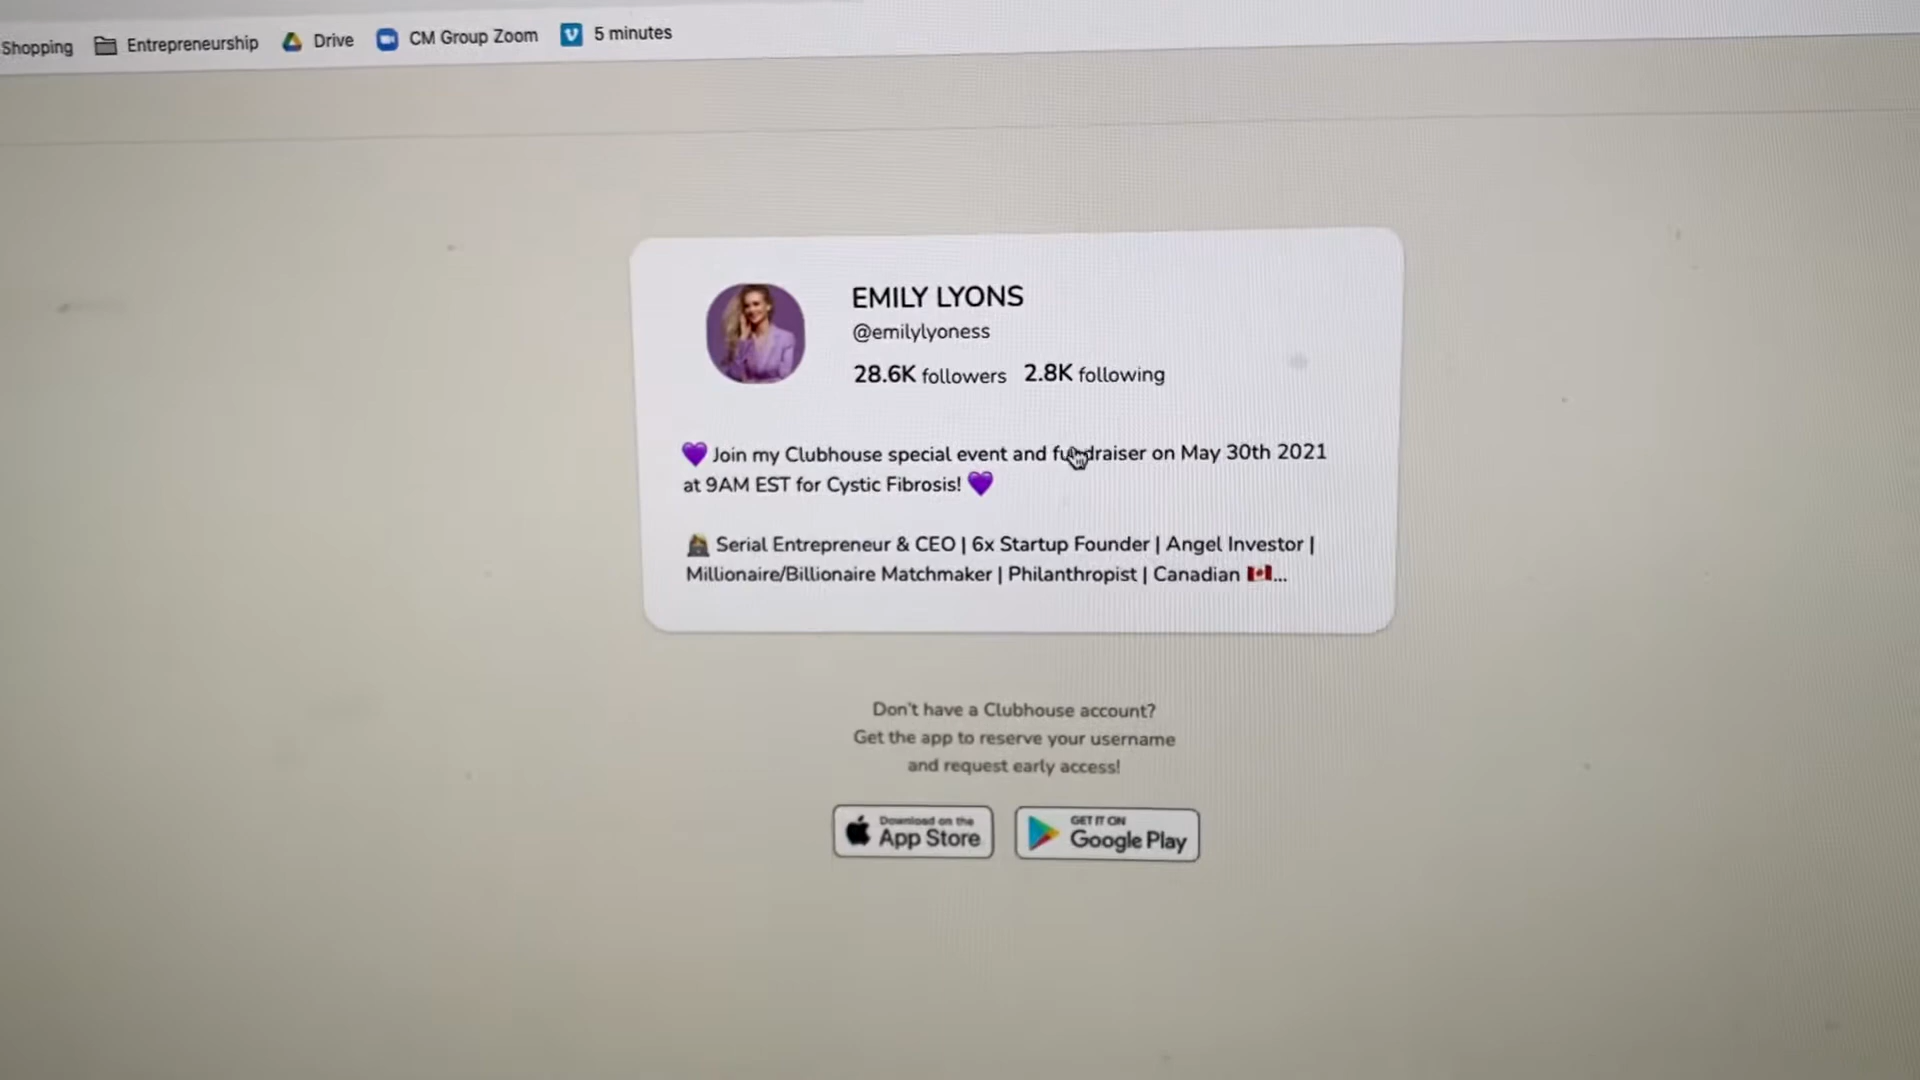 Shopping Entrepreneurship Drive CM Group Zoom 5 minutes
EMILY LYONS
@emilylyoness
28.6K followers 2.8K following
💜 Join my Clubhouse special event and fundraiser on May 30th 2021
at 9AM EST for Cystic Fibrosis! 💜
Serial Entrepreneur & CEO | 6x Startup Founder | Angel Investor |
Millionaire/Billionaire Matchmaker | Philanthropist | Canadian 🇨🇦...
Don't have a Clubhouse account?
Get the app to reserve your username
and request early access!
Download on the
App Store
GET IT ON
Google Play